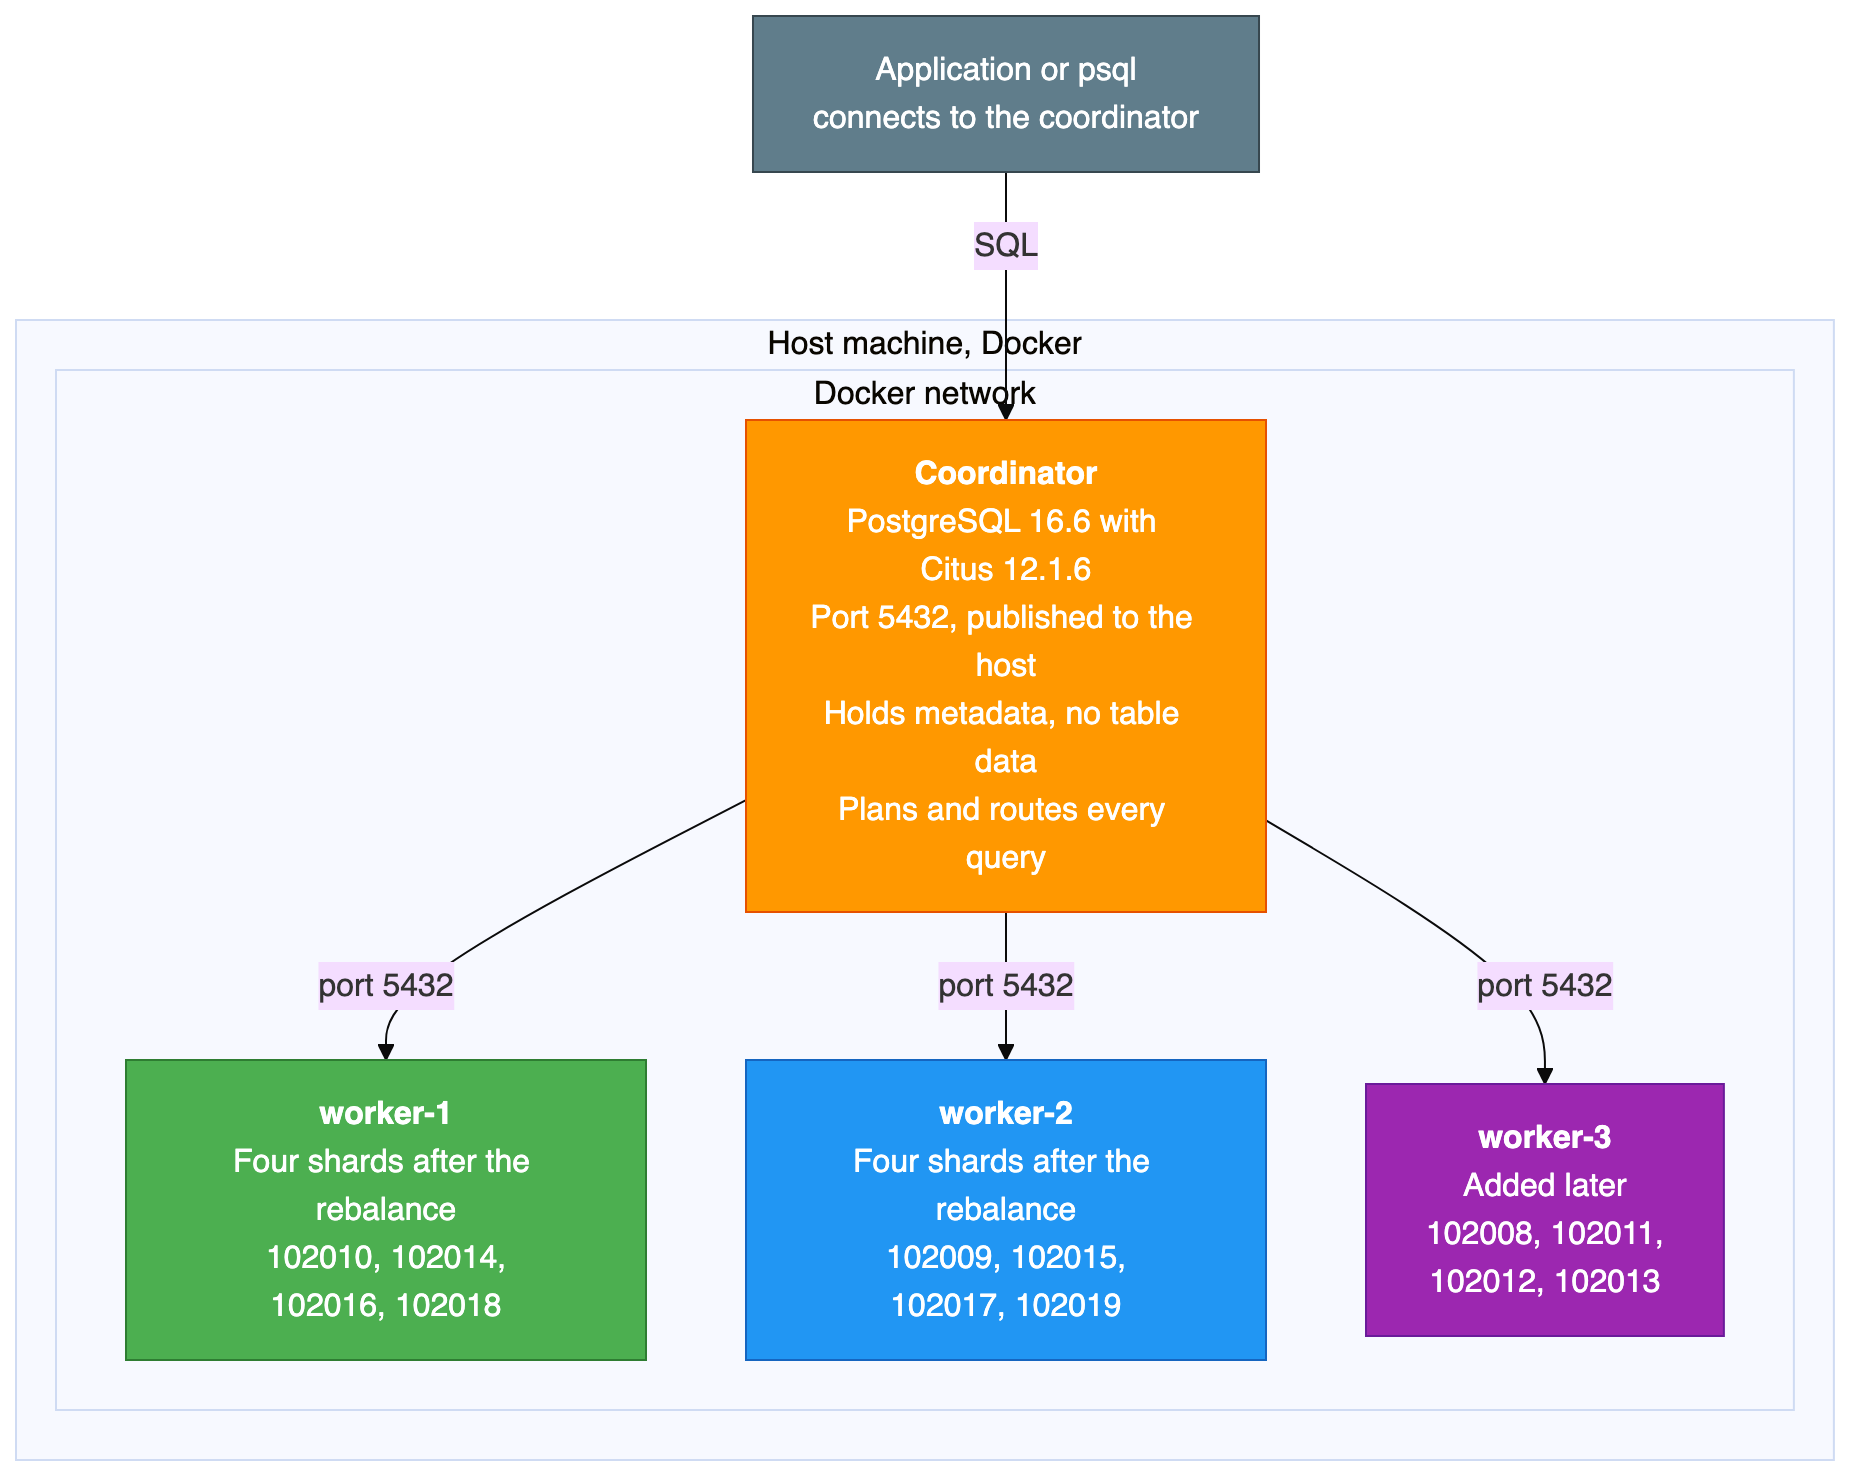 Application or psql
connects to the coordinator
SQL
Host machine, Docker
Docker network
Coordinator
PostgreSQL 16.6 with
Citus 12.1.6
Port 5432, published to the
host
Holds metadata, no table
data
Plans and routes every
query
port 5432
port 5432
port 5432
worker-1
Four shards after the
rebalance
102010, 102014,
102016, 102018
worker-2
Four shards after the
rebalance
102009, 102015,
102017, 102019
worker-3
Added later
102008, 102011,
102012, 102013